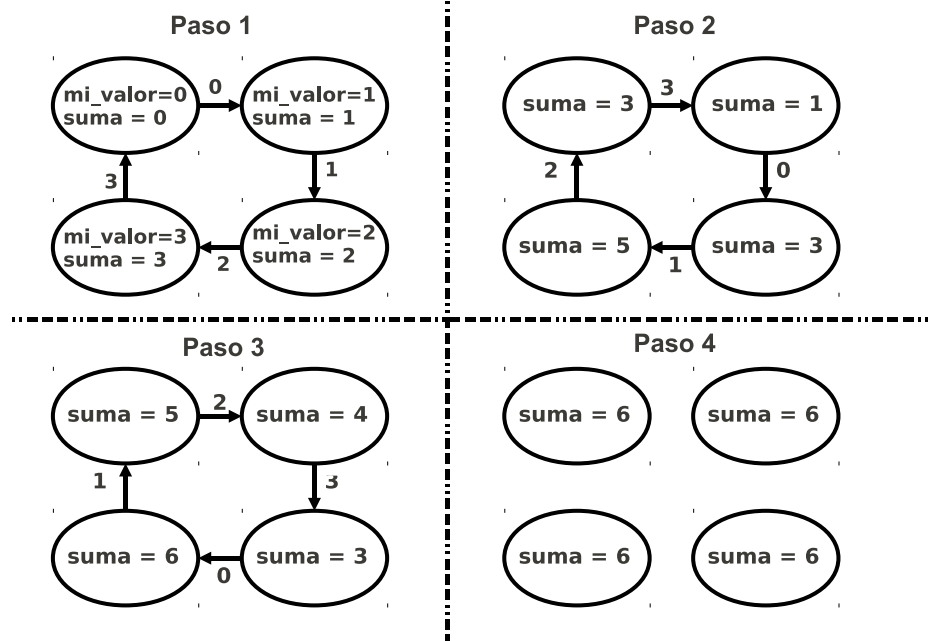 Paso 1
mi_valor=0
suma = 0
0
mi_valor=1
suma = 1
3
1
mi_valor=3
suma = 3
2
mi_valor=2
suma = 2
Paso 2
suma = 3
3
suma = 1
2
0
suma = 5
1
suma = 3
Paso 3
suma = 5
2
suma = 4
1
3
suma = 6
0
suma = 3
Paso 4
suma = 6
suma = 6
suma = 6
suma = 6